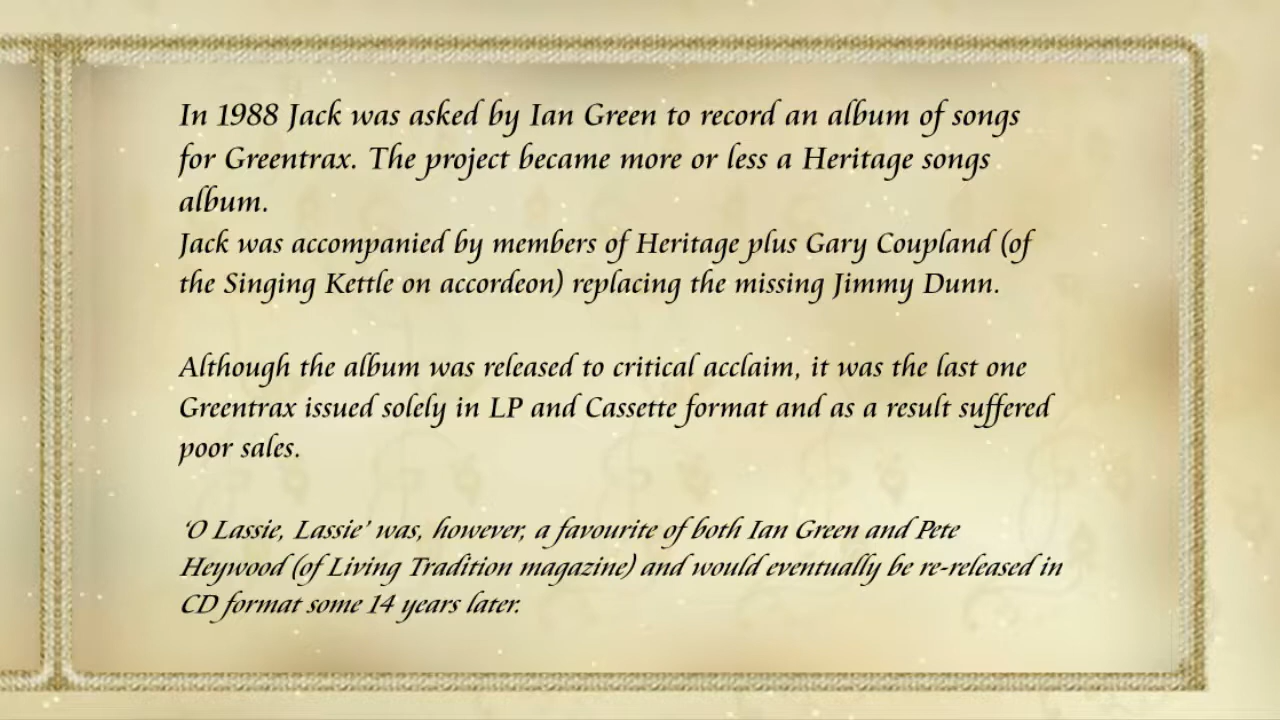 In 1988 Jack was asked by Ian Green to record an album of songs
for Greentrax. The project became more or less a Heritage songs
album.
Jack was accompanied by members of Heritage plus Gary Coupland (of
the Singing Kettle on accordeon) replacing the missing Jimmy Dunn.
Although the album was released to critical acclaim, it was the last one
Greentrax issued solely in LP and Cassette format and as a result suffered
poor sales.
‘O Lassie, Lassie’ was, however, a favourite of both Ian Green and Pete
Heywood (of Living Tradition magazine) and would eventually be re-released in
CD format some 14 years later.